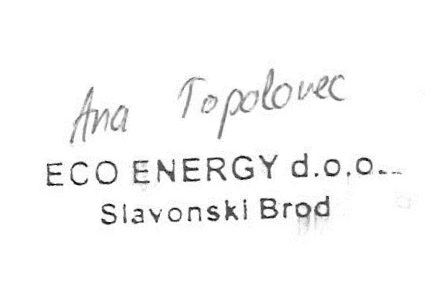 Ana Topolovec
ECO ENERGY d.o.o.
Slavonski Brod